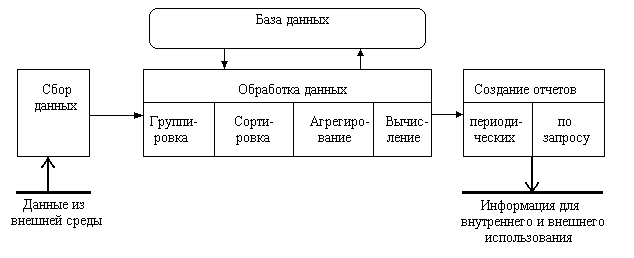 База данных
Сбор
данных
Обработка данных
Группи-
ровка
Сорти-
ровка
Агрегиро-
вание
Вычис-
ление
Создание отчетов
периоди-
ческих
по
запросу
Данные из
внешней среды
Информация для
внутреннего и внешнего
использования